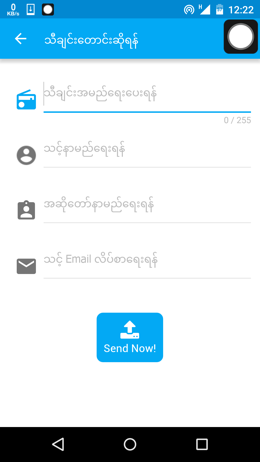 0
KB/s
H
12:22
သီချင်းတောင်းဆိုရန်
သီချင်းအမည်ရေးပေးရန်
0 / 255
သင့်နာမည်ရေးရန်
အဆိုတော်နာမည်ရေးရန်
သင့် Email လိပ်စာရေးရန်
Send Now!